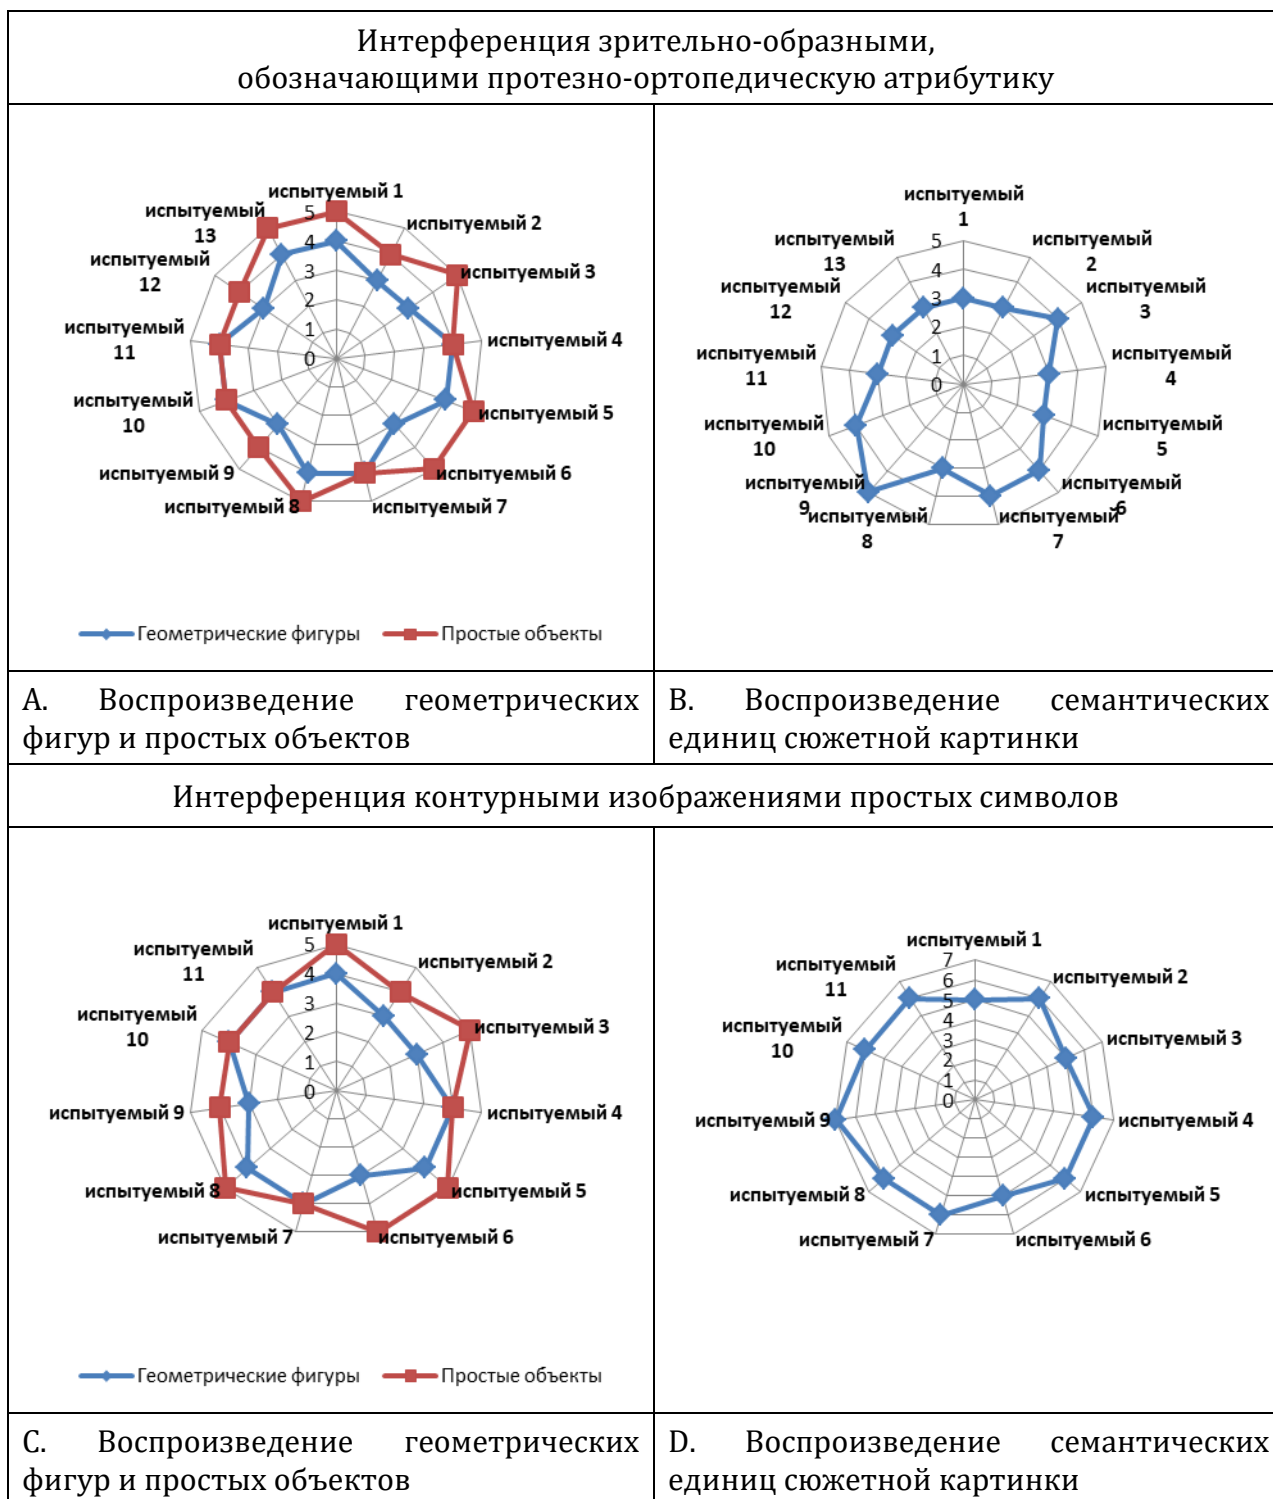 Интерференция зрительно-образными,
обозначающими протезно-ортопедическую атрибутику
испытуемый 1
испытуемый 2
испытуемый 3
испытуемый 4
испытуемый 5
испытуемый 6
испытуемый 7
испытуемый 8
испытуемый 9
испытуемый
10
испытуемый
11
испытуемый
12
испытуемый
13
5
4
3
2
1
0
Геометрические фигуры
Простые объекты
испытуемый
1
испытуемый
2
испытуемый
3
испытуемый
4
испытуемый
5
испытуемый
6
испытуемый
7
испытуемый
8
испытуемый
9
испытуемый
10
испытуемый
11
испытуемый
12
испытуемый
13
5
4
3
2
1
0
A. Воспроизведение геометрических
фигур и простых объектов
B. Воспроизведение семантических
единиц сюжетной картинки
Интерференция контурными изображениями простых символов
испытуемый 1
испытуемый 2
испытуемый 3
испытуемый 4
испытуемый 5
испытуемый 6
испытуемый 7
испытуемый 8
испытуемый 9
испытуемый
10
испытуемый
11
5
4
3
2
1
0
Геометрические фигуры
Простые объекты
испытуемый 1
испытуемый 2
испытуемый 3
испытуемый 4
испытуемый 5
испытуемый 6
испытуемый 7
испытуемый 8
испытуемый 9
испытуемый
10
испытуемый
11
7
6
5
4
3
2
1
0
C. Воспроизведение геометрических
фигур и простых объектов
D. Воспроизведение семантических
единиц сюжетной картинки